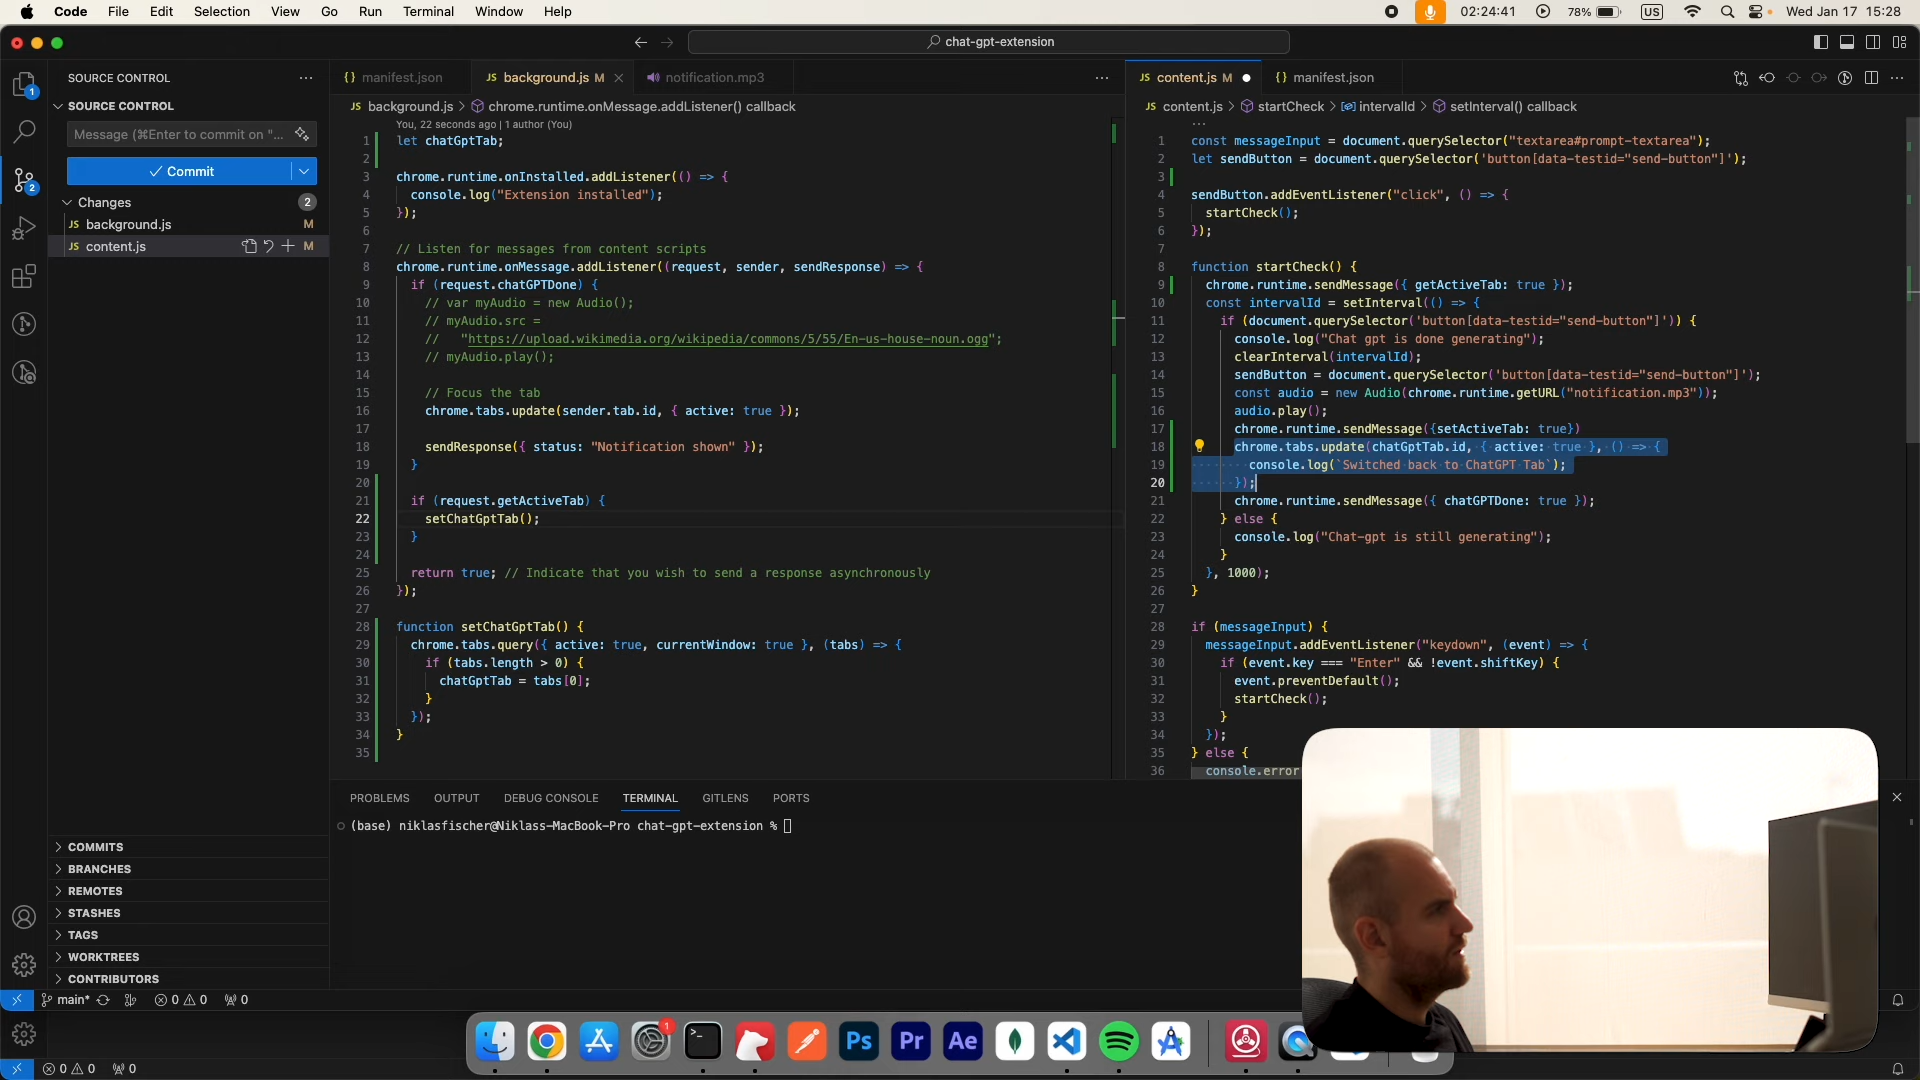 Code File Edit Selection View Go Run Terminal Window Help
02:24:41 78% US Wed Jan 17 15:28
chat-gpt-extension
SOURCE CONTROL
SOURCE CONTROL
Message (⌘Enter to commit on "...
Commit
Changes 2
JS background.js M
JS content.js M
COMMITS
BRANCHES
REMOTES
STASHES
TAGS
WORKTREES
CONTRIBUTORS
1
2
{} manifest.json JS background.js M notification.mp3
JS background.js > chrome.runtime.onMessage.addListener() callback
You, 22 seconds ago | 1 author (You)
1 let chatGptTab;
2
3 chrome.runtime.onInstalled.addListener(() => {
4 console.log("Extension installed");
5 });
6
7 // Listen for messages from content scripts
8 chrome.runtime.onMessage.addListener((request, sender, sendResponse) => {
9 if (request.chatGPTDone) {
10 // var myAudio = new Audio();
11 // myAudio.src =
12 // "https://upload.wikimedia.org/wikipedia/commons/5/55/En-us-house-noun.ogg";
13 // myAudio.play();
14
15 // Focus the tab
16 chrome.tabs.update(sender.tab.id, { active: true });
17
18 sendResponse({ status: "Notification shown" });
19 }
20
21 if (request.getActiveTab) {
22 setChatGptTab();
23 }
24
25 return true; // Indicate that you wish to send a response asynchronously
26 });
27
28 function setChatGptTab() {
29 chrome.tabs.query({ active: true, currentWindow: true }, (tabs) => {
30 if (tabs.length > 0) {
31 chatGptTab = tabs[0];
32 }
33 });
34 }
35
JS content.js M {} manifest.json
JS content.js > startCheck > intervalId > setInterval() callback
...
1 const messageInput = document.querySelector("textarea#prompt-textarea");
2 let sendButton = document.querySelector('button[data-testid="send-button"]');
3
4 sendButton.addEventListener("click", () => {
5 startCheck();
6 });
7
8 function startCheck() {
9 chrome.runtime.sendMessage({ getActiveTab: true });
10 const intervalId = setInterval(() => {
11 if (document.querySelector('button[data-testid="send-button"]')) {
12 console.log("Chat gpt is done generating");
13 clearInterval(intervalId);
14 sendButton = document.querySelector('button[data-testid="send-button"]');
15 const audio = new Audio(chrome.runtime.getURL("notification.mp3"));
16 audio.play();
17 chrome.runtime.sendMessage({setActiveTab: true})
18 chrome.tabs.update(chatGptTab.id, { active: true }, () => {
19 console.log(`Switched back to ChatGPT Tab`);
20 });
21 chrome.runtime.sendMessage({ chatGPTDone: true });
22 } else {
23 console.log("Chat-gpt is still generating");
24 }
25 }, 1000);
26 }
27
28 if (messageInput) {
29 messageInput.addEventListener("keydown", (event) => {
30 if (event.key === "Enter" && !event.shiftKey) {
31 event.preventDefault();
32 startCheck();
33 }
34 });
35 } else {
36 console.error
PROBLEMS OUTPUT DEBUG CONSOLE TERMINAL GITLENS PORTS
(base) niklasfischer@Niklass-MacBook-Pro chat-gpt-extension %
main* 0 0 0
1 Ps Pr Ae
0 0 0